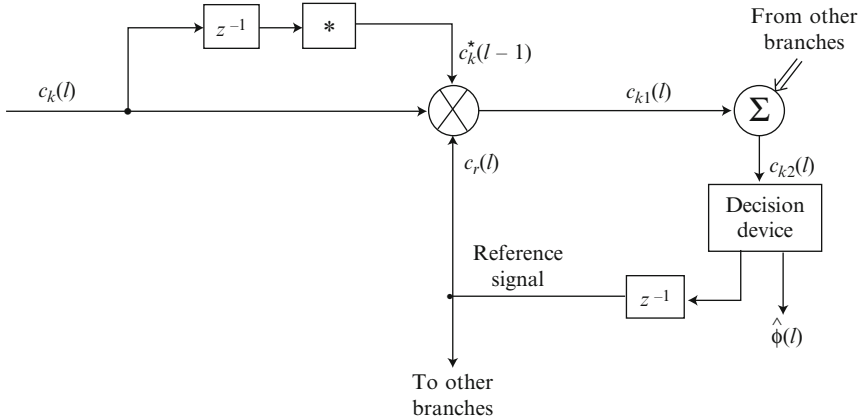 From other
branches
z⁻¹
*
c*ₖ(l – 1)
cₖ(l)
cₖ₁(l)
Σ
cᵣ(l)
cₖ₂(l)
Decision
device
Reference
signal
z⁻¹
ϕ̂(l)
To other
branches